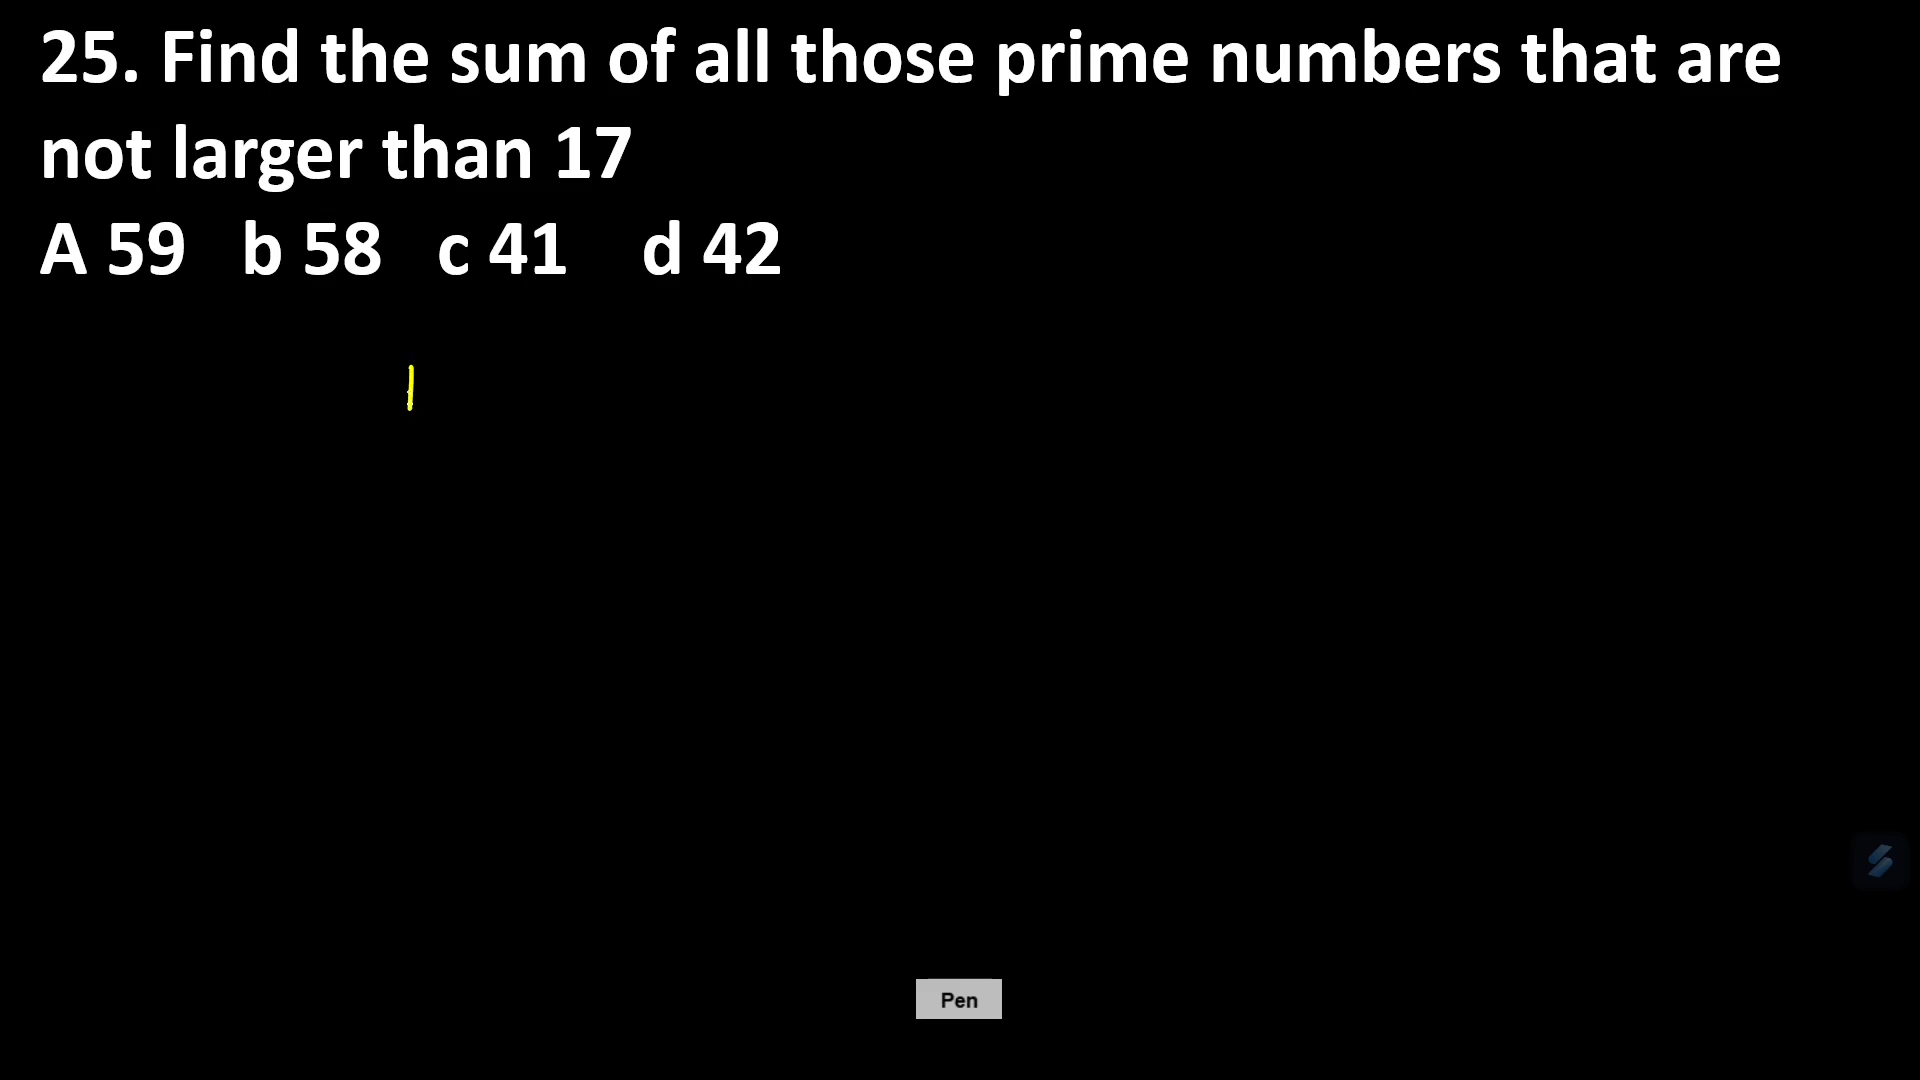 25. Find the sum of all those prime numbers that are
not larger than 17
A 59 b 58 c 41 d 42
Pen